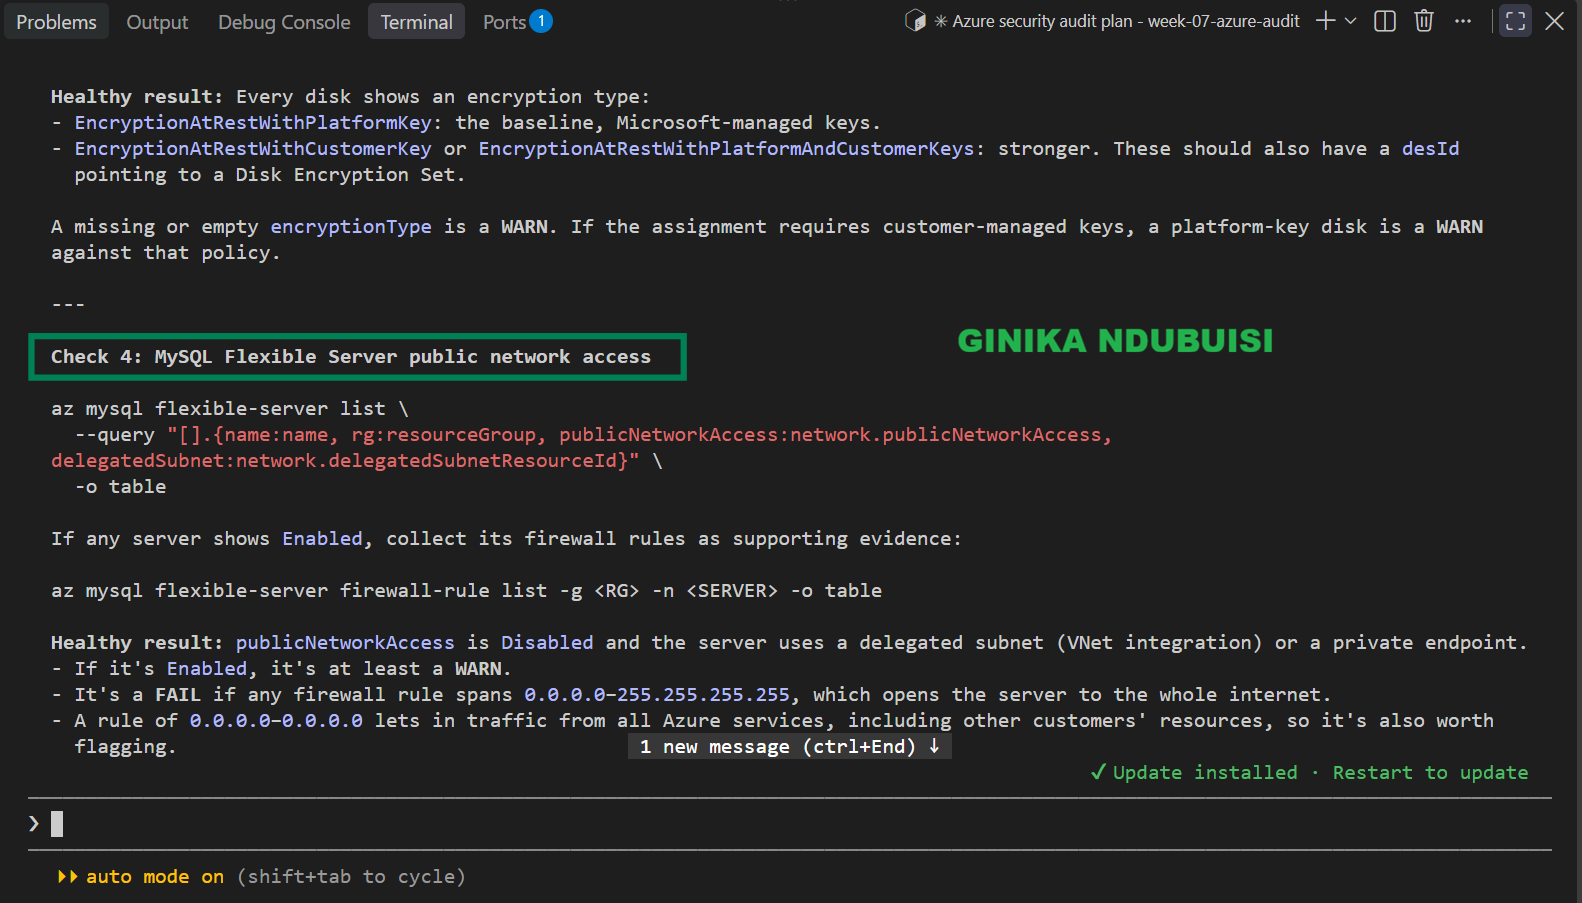 Problems Output Debug Console Terminal Ports 1 ✳ Azure security audit plan - week-07-azure-audit
Healthy result: Every disk shows an encryption type:
- EncryptionAtRestWithPlatformKey: the baseline, Microsoft-managed keys.
- EncryptionAtRestWithCustomerKey or EncryptionAtRestWithPlatformAndCustomerKeys: stronger. These should also have a desId
pointing to a Disk Encryption Set.
A missing or empty encryptionType is a WARN. If the assignment requires customer-managed keys, a platform-key disk is a WARN
against that policy.
---
GINIKA NDUBUISI
Check 4: MySQL Flexible Server public network access
az mysql flexible-server list \
--query "[].{name:name, rg:resourceGroup, publicNetworkAccess:network.publicNetworkAccess,
delegatedSubnet:network.delegatedSubnetResourceId}" \
-o table
If any server shows Enabled, collect its firewall rules as supporting evidence:
az mysql flexible-server firewall-rule list -g <RG> -n <SERVER> -o table
Healthy result: publicNetworkAccess is Disabled and the server uses a delegated subnet (VNet integration) or a private endpoint.
- If it's Enabled, it's at least a WARN.
- It's a FAIL if any firewall rule spans 0.0.0.0–255.255.255.255, which opens the server to the whole internet.
- A rule of 0.0.0.0–0.0.0.0 lets in traffic from all Azure services, including other customers' resources, so it's also worth
flagging.
1 new message (ctrl+End) ↓
✓ Update installed · Restart to update
❯
⏵⏵ auto mode on (shift+tab to cycle)